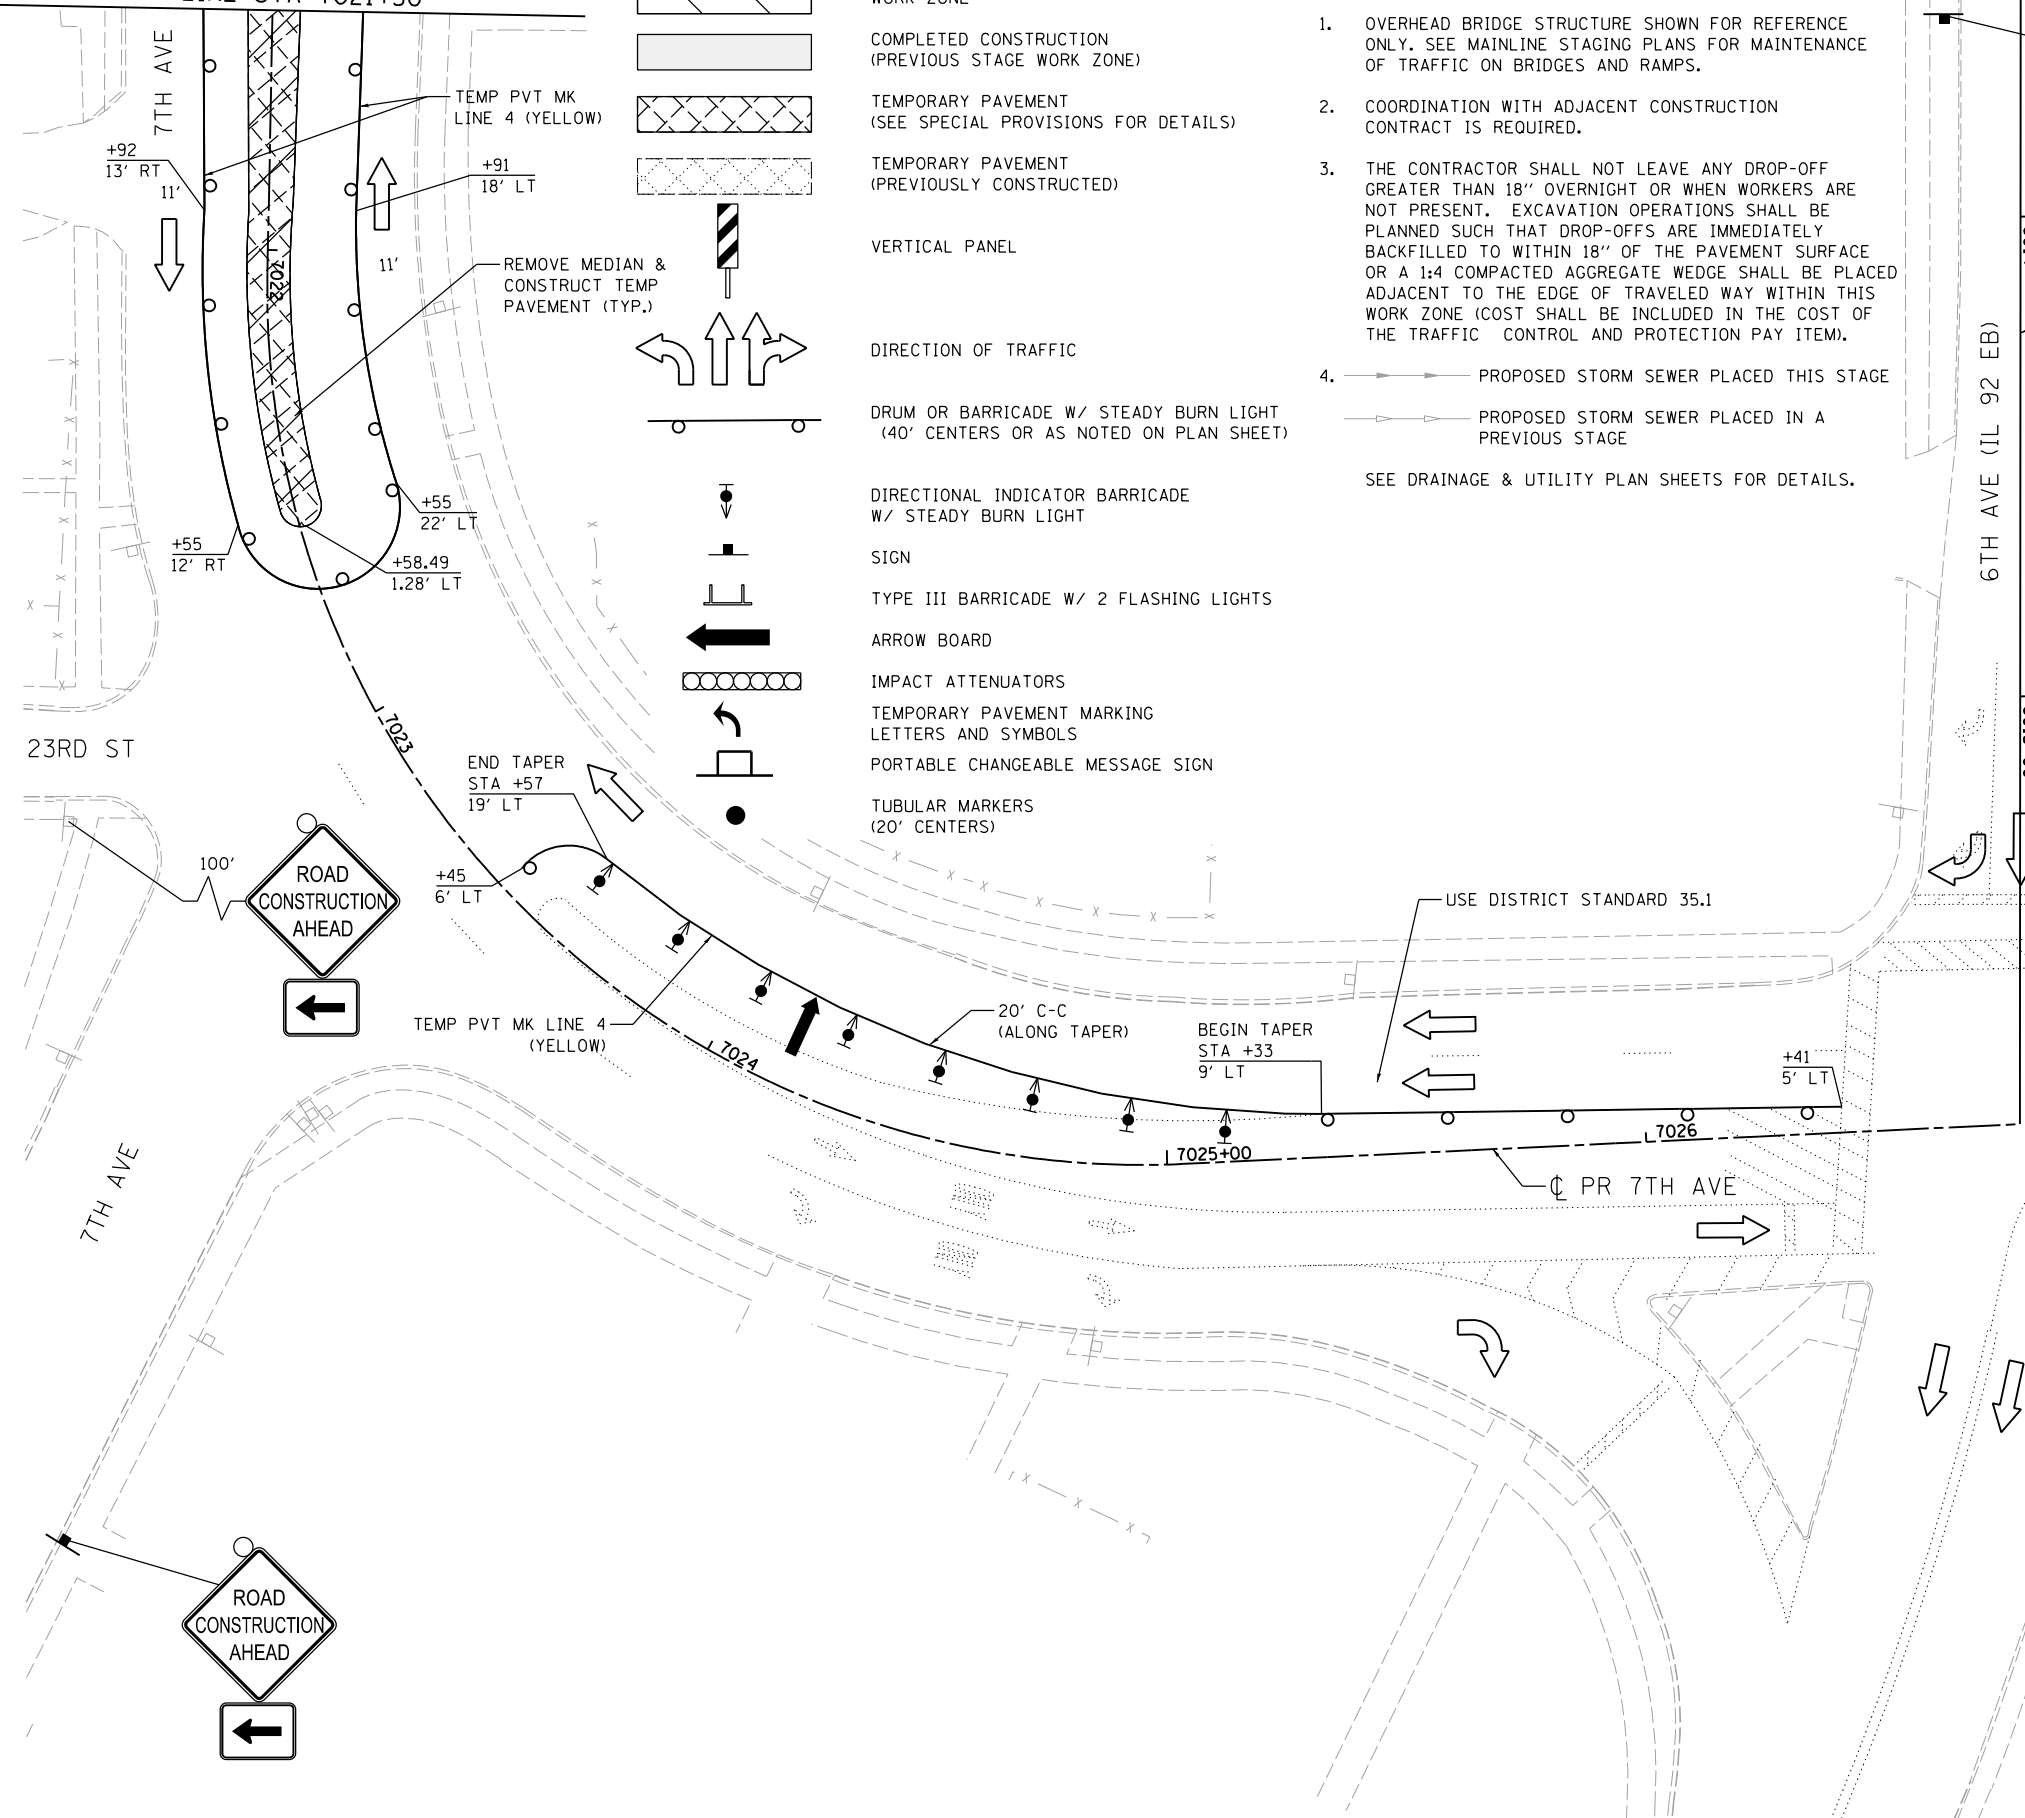 7TH AVE
+92
13' RT
11'
TEMP PVT MK
LINE 4 (YELLOW)
+91
18' LT
11'
7022
REMOVE MEDIAN &
CONSTRUCT TEMP
PAVEMENT (TYP.)
+55
22' LT
+55
12' RT
+58.49
1.28' LT
COMPLETED CONSTRUCTION
(PREVIOUS STAGE WORK ZONE)
TEMPORARY PAVEMENT
(SEE SPECIAL PROVISIONS FOR DETAILS)
TEMPORARY PAVEMENT
(PREVIOUSLY CONSTRUCTED)
VERTICAL PANEL
DIRECTION OF TRAFFIC
DRUM OR BARRICADE W/ STEADY BURN LIGHT
(40' CENTERS OR AS NOTED ON PLAN SHEET)
DIRECTIONAL INDICATOR BARRICADE
W/ STEADY BURN LIGHT
SIGN
TYPE III BARRICADE W/ 2 FLASHING LIGHTS
ARROW BOARD
IMPACT ATTENUATORS
TEMPORARY PAVEMENT MARKING
LETTERS AND SYMBOLS
PORTABLE CHANGEABLE MESSAGE SIGN
TUBULAR MARKERS
(20' CENTERS)
1. OVERHEAD BRIDGE STRUCTURE SHOWN FOR REFERENCE
ONLY. SEE MAINLINE STAGING PLANS FOR MAINTENANCE
OF TRAFFIC ON BRIDGES AND RAMPS.
2. COORDINATION WITH ADJACENT CONSTRUCTION
CONTRACT IS REQUIRED.
3. THE CONTRACTOR SHALL NOT LEAVE ANY DROP-OFF
GREATER THAN 18" OVERNIGHT OR WHEN WORKERS ARE
NOT PRESENT. EXCAVATION OPERATIONS SHALL BE
PLANNED SUCH THAT DROP-OFFS ARE IMMEDIATELY
BACKFILLED TO WITHIN 18" OF THE PAVEMENT SURFACE
OR A 1:4 COMPACTED AGGREGATE WEDGE SHALL BE PLACED
ADJACENT TO THE EDGE OF TRAVELED WAY WITHIN THIS
WORK ZONE (COST SHALL BE INCLUDED IN THE COST OF
THE TRAFFIC CONTROL AND PROTECTION PAY ITEM).
4. PROPOSED STORM SEWER PLACED THIS STAGE
PROPOSED STORM SEWER PLACED IN A
PREVIOUS STAGE
SEE DRAINAGE & UTILITY PLAN SHEETS FOR DETAILS.
6TH AVE (IL 92 EB)
23RD ST
7023
END TAPER
STA +57
19' LT
100'
ROAD
CONSTRUCTION
AHEAD
+45
6' LT
TEMP PVT MK LINE 4
(YELLOW)
7024
20' C-C
(ALONG TAPER)
USE DISTRICT STANDARD 35.1
BEGIN TAPER
STA +33
9' LT
+41
5' LT
7025+00
7026
℄ PR 7TH AVE
7TH AVE
ROAD
CONSTRUCTION
AHEAD